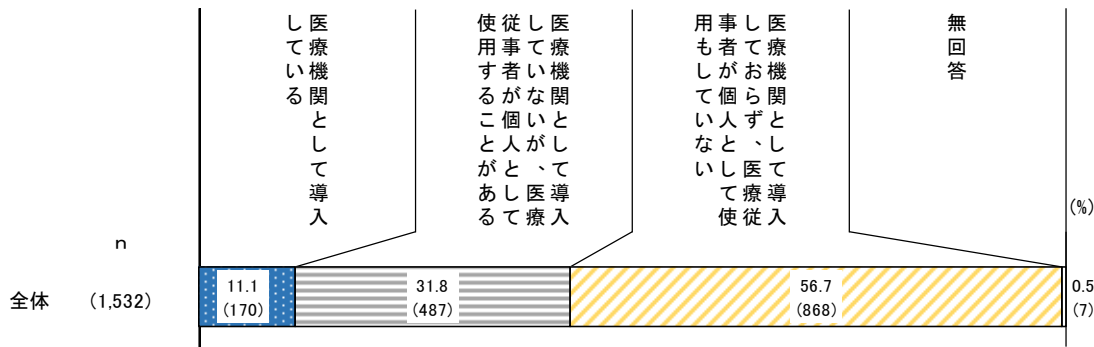 医療機関として導入
している
医療機関として導入
していないが、医療
従事者が個人として
使用することがある
医療機関として導入
しておらず、医療従
事者が個人として使
用もしていない
無回答
(%)
n
全体 (1,532)
11.1
(170)
31.8
(487)
56.7
(868)
0.5
(7)